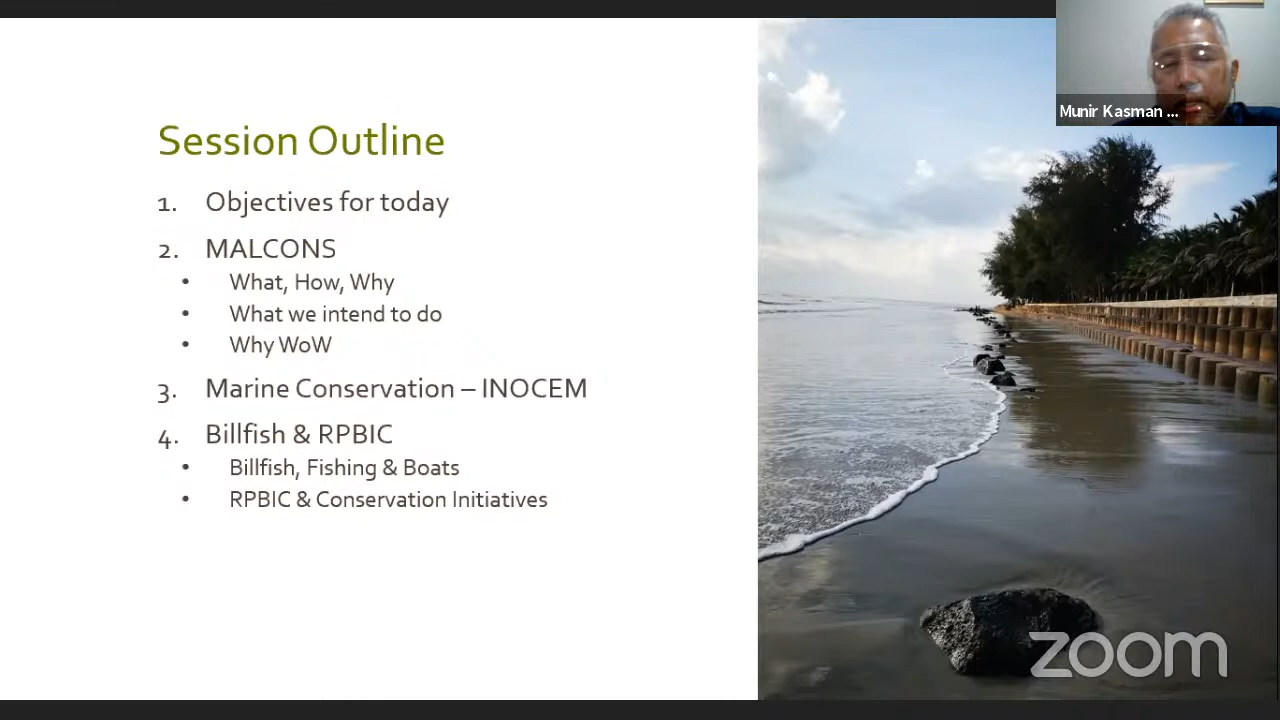 Session Outline
1. Objectives for today
2. MALCONS
• What, How, Why
• What we intend to do
• Why WoW
3. Marine Conservation – INOCEM
4. Billfish & RPBIC
• Billfish, Fishing & Boats
• RPBIC & Conservation Initiatives
Munir Kasman ...
zoom